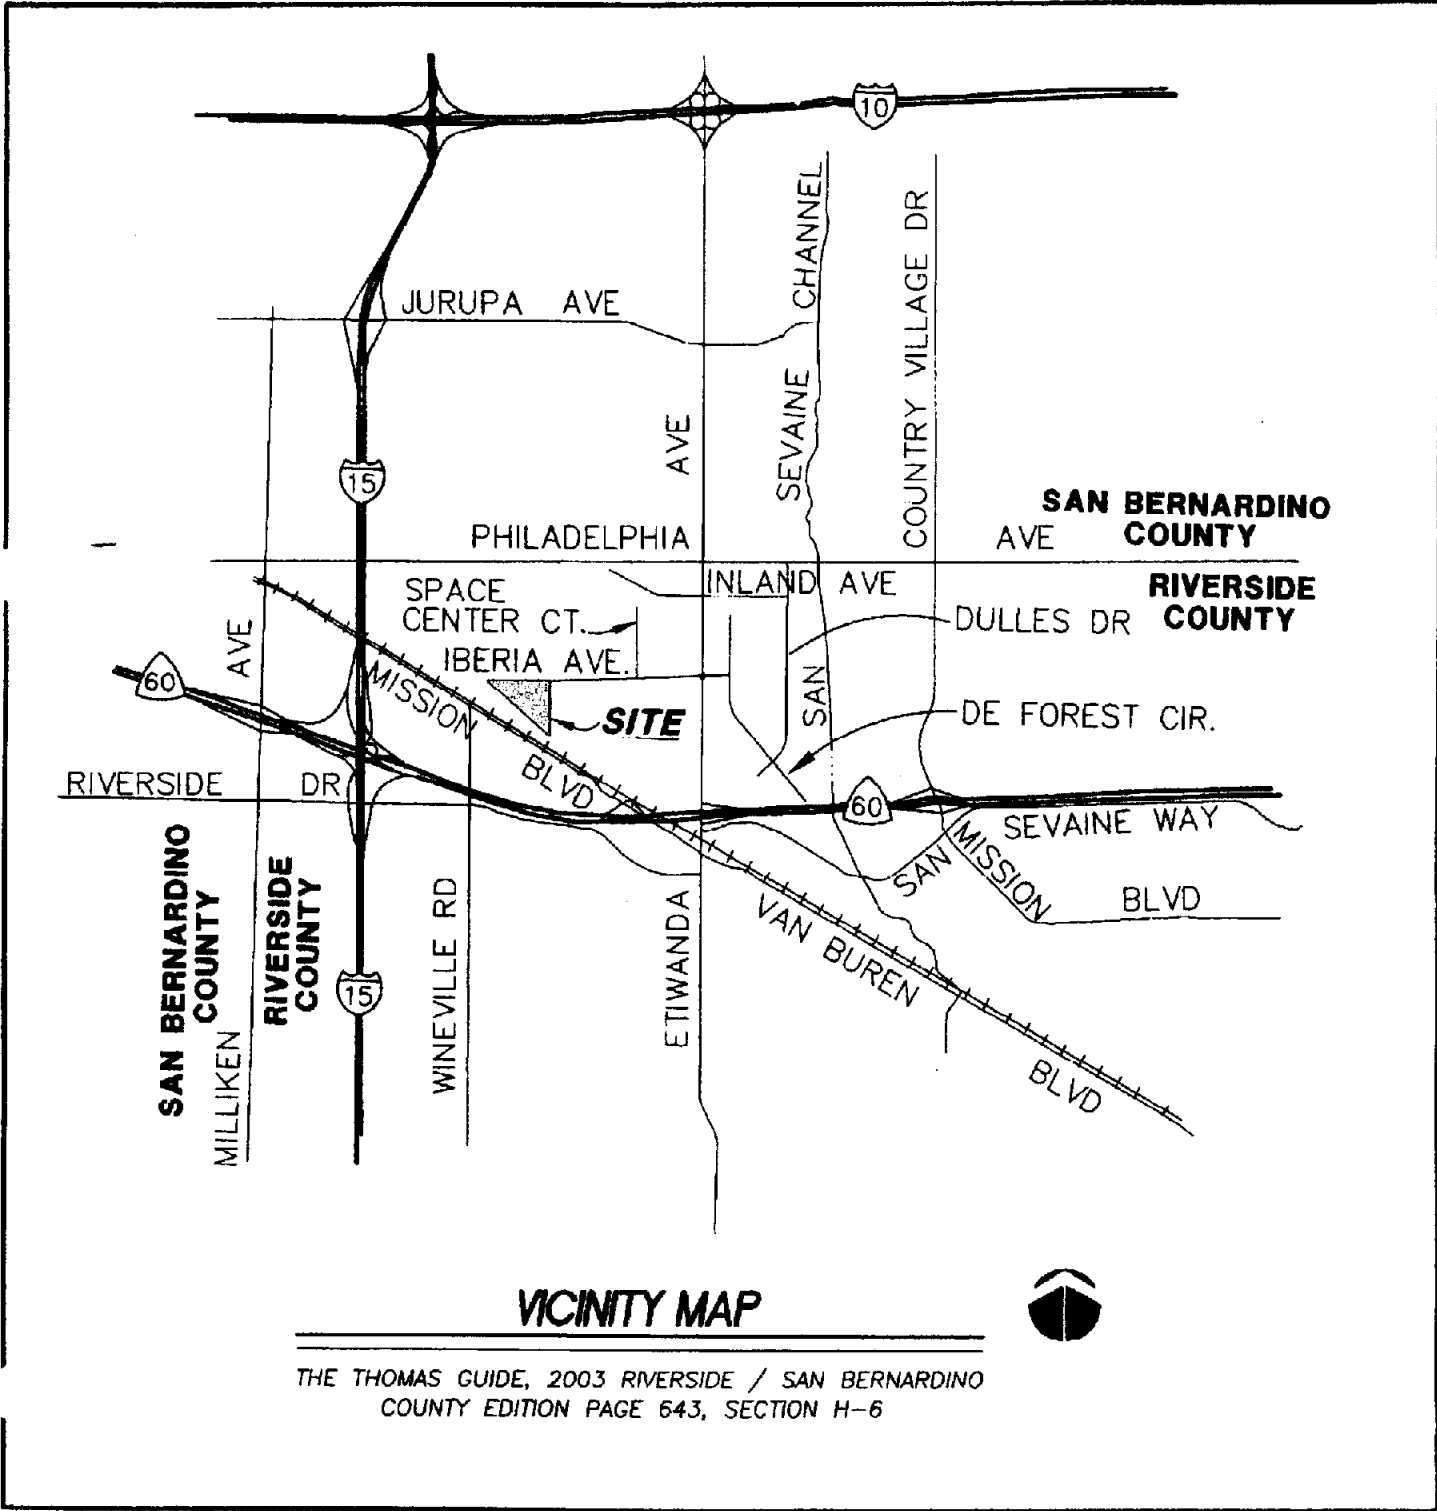 10
JURUPA AVE
SAN SEVAINE CHANNEL
COUNTRY VILLAGE DR
15
ETIWANDA AVE
SAN BERNARDINO
COUNTY
PHILADELPHIA AVE
RIVERSIDE
COUNTY
INLAND AVE
SPACE
CENTER CT.
DULLES DR
IBERIA AVE.
MILLIKEN AVE
60
MISSION BLVD
SITE
DE FOREST CIR.
RIVERSIDE DR
60
SAN SEVAINE WAY
MISSION BLVD
SAN BERNARDINO
COUNTY
RIVERSIDE
COUNTY
15
WINEVILLE RD
VAN BUREN BLVD
VICINITY MAP
THE THOMAS GUIDE, 2003 RIVERSIDE / SAN BERNARDINO
COUNTY EDITION PAGE 643, SECTION H-6